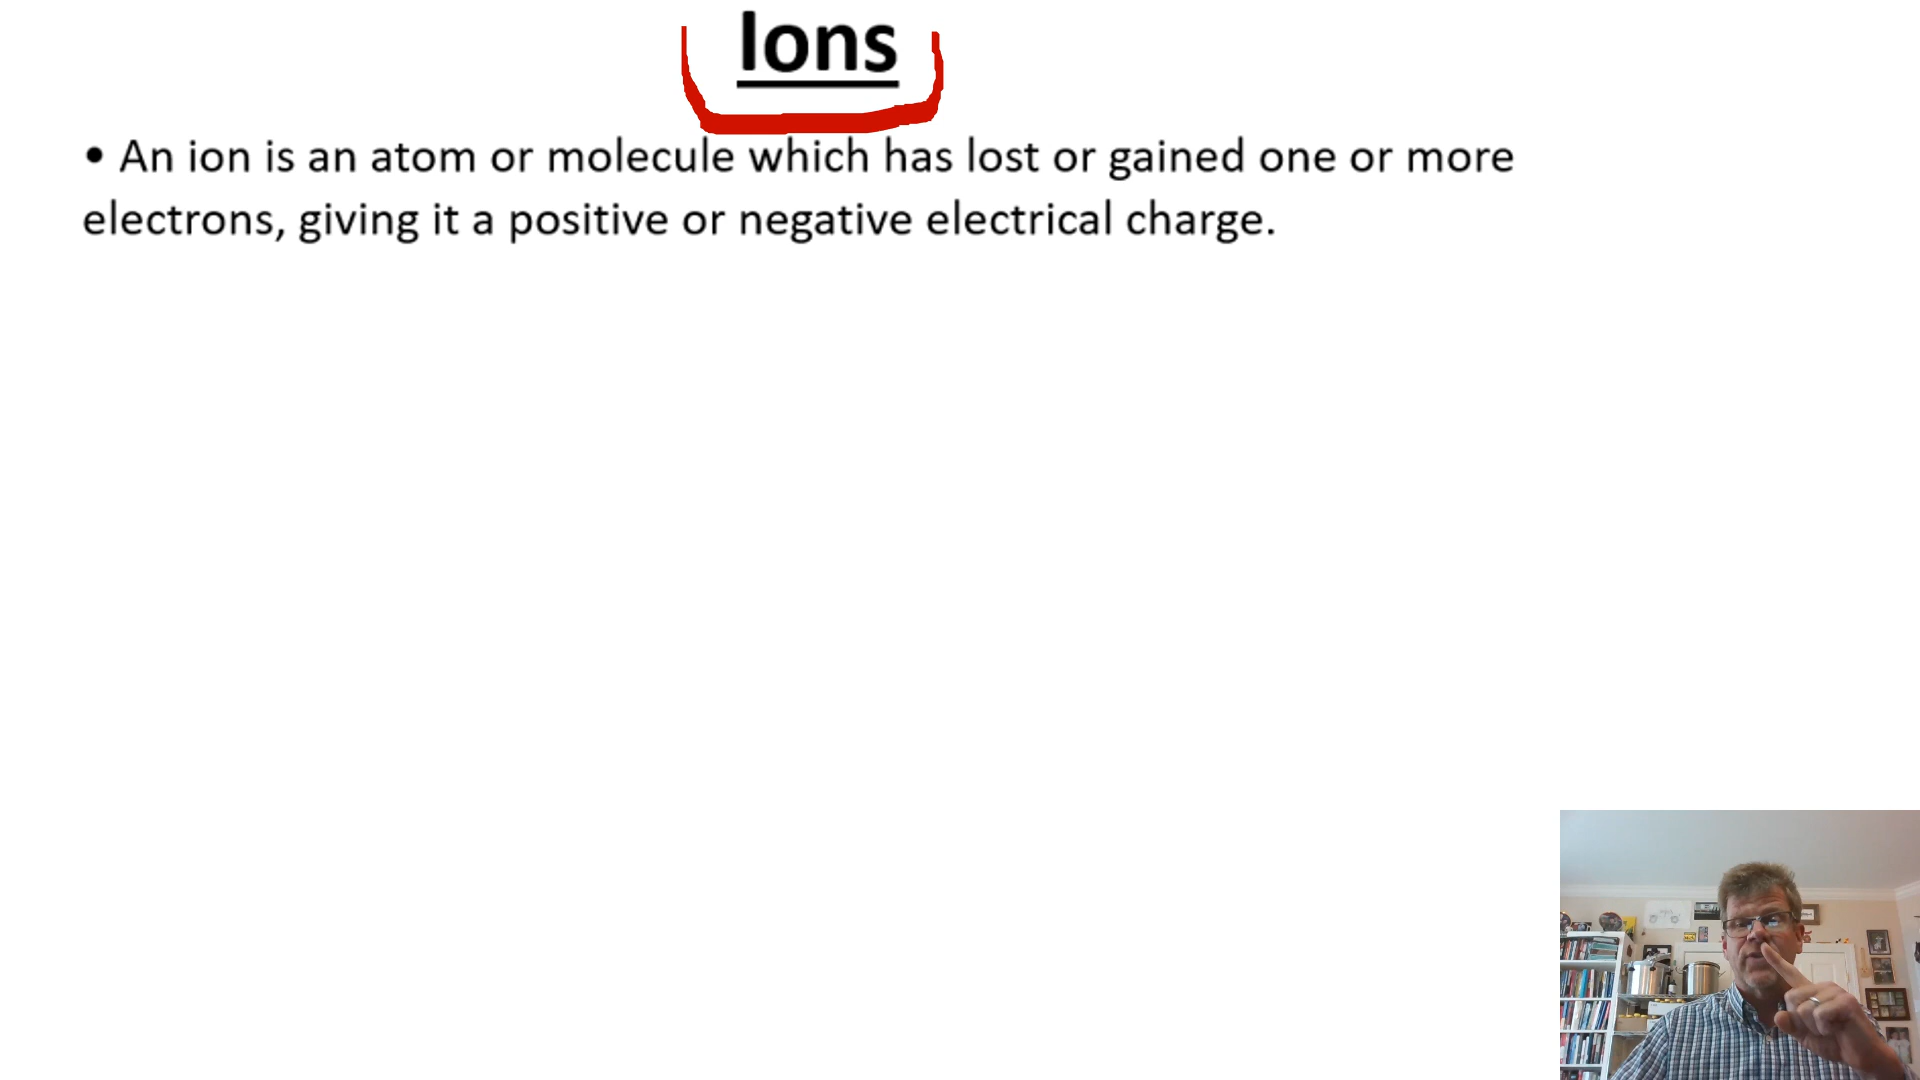 Ions
• An ion is an atom or molecule which has lost or gained one or more
electrons, giving it a positive or negative electrical charge.